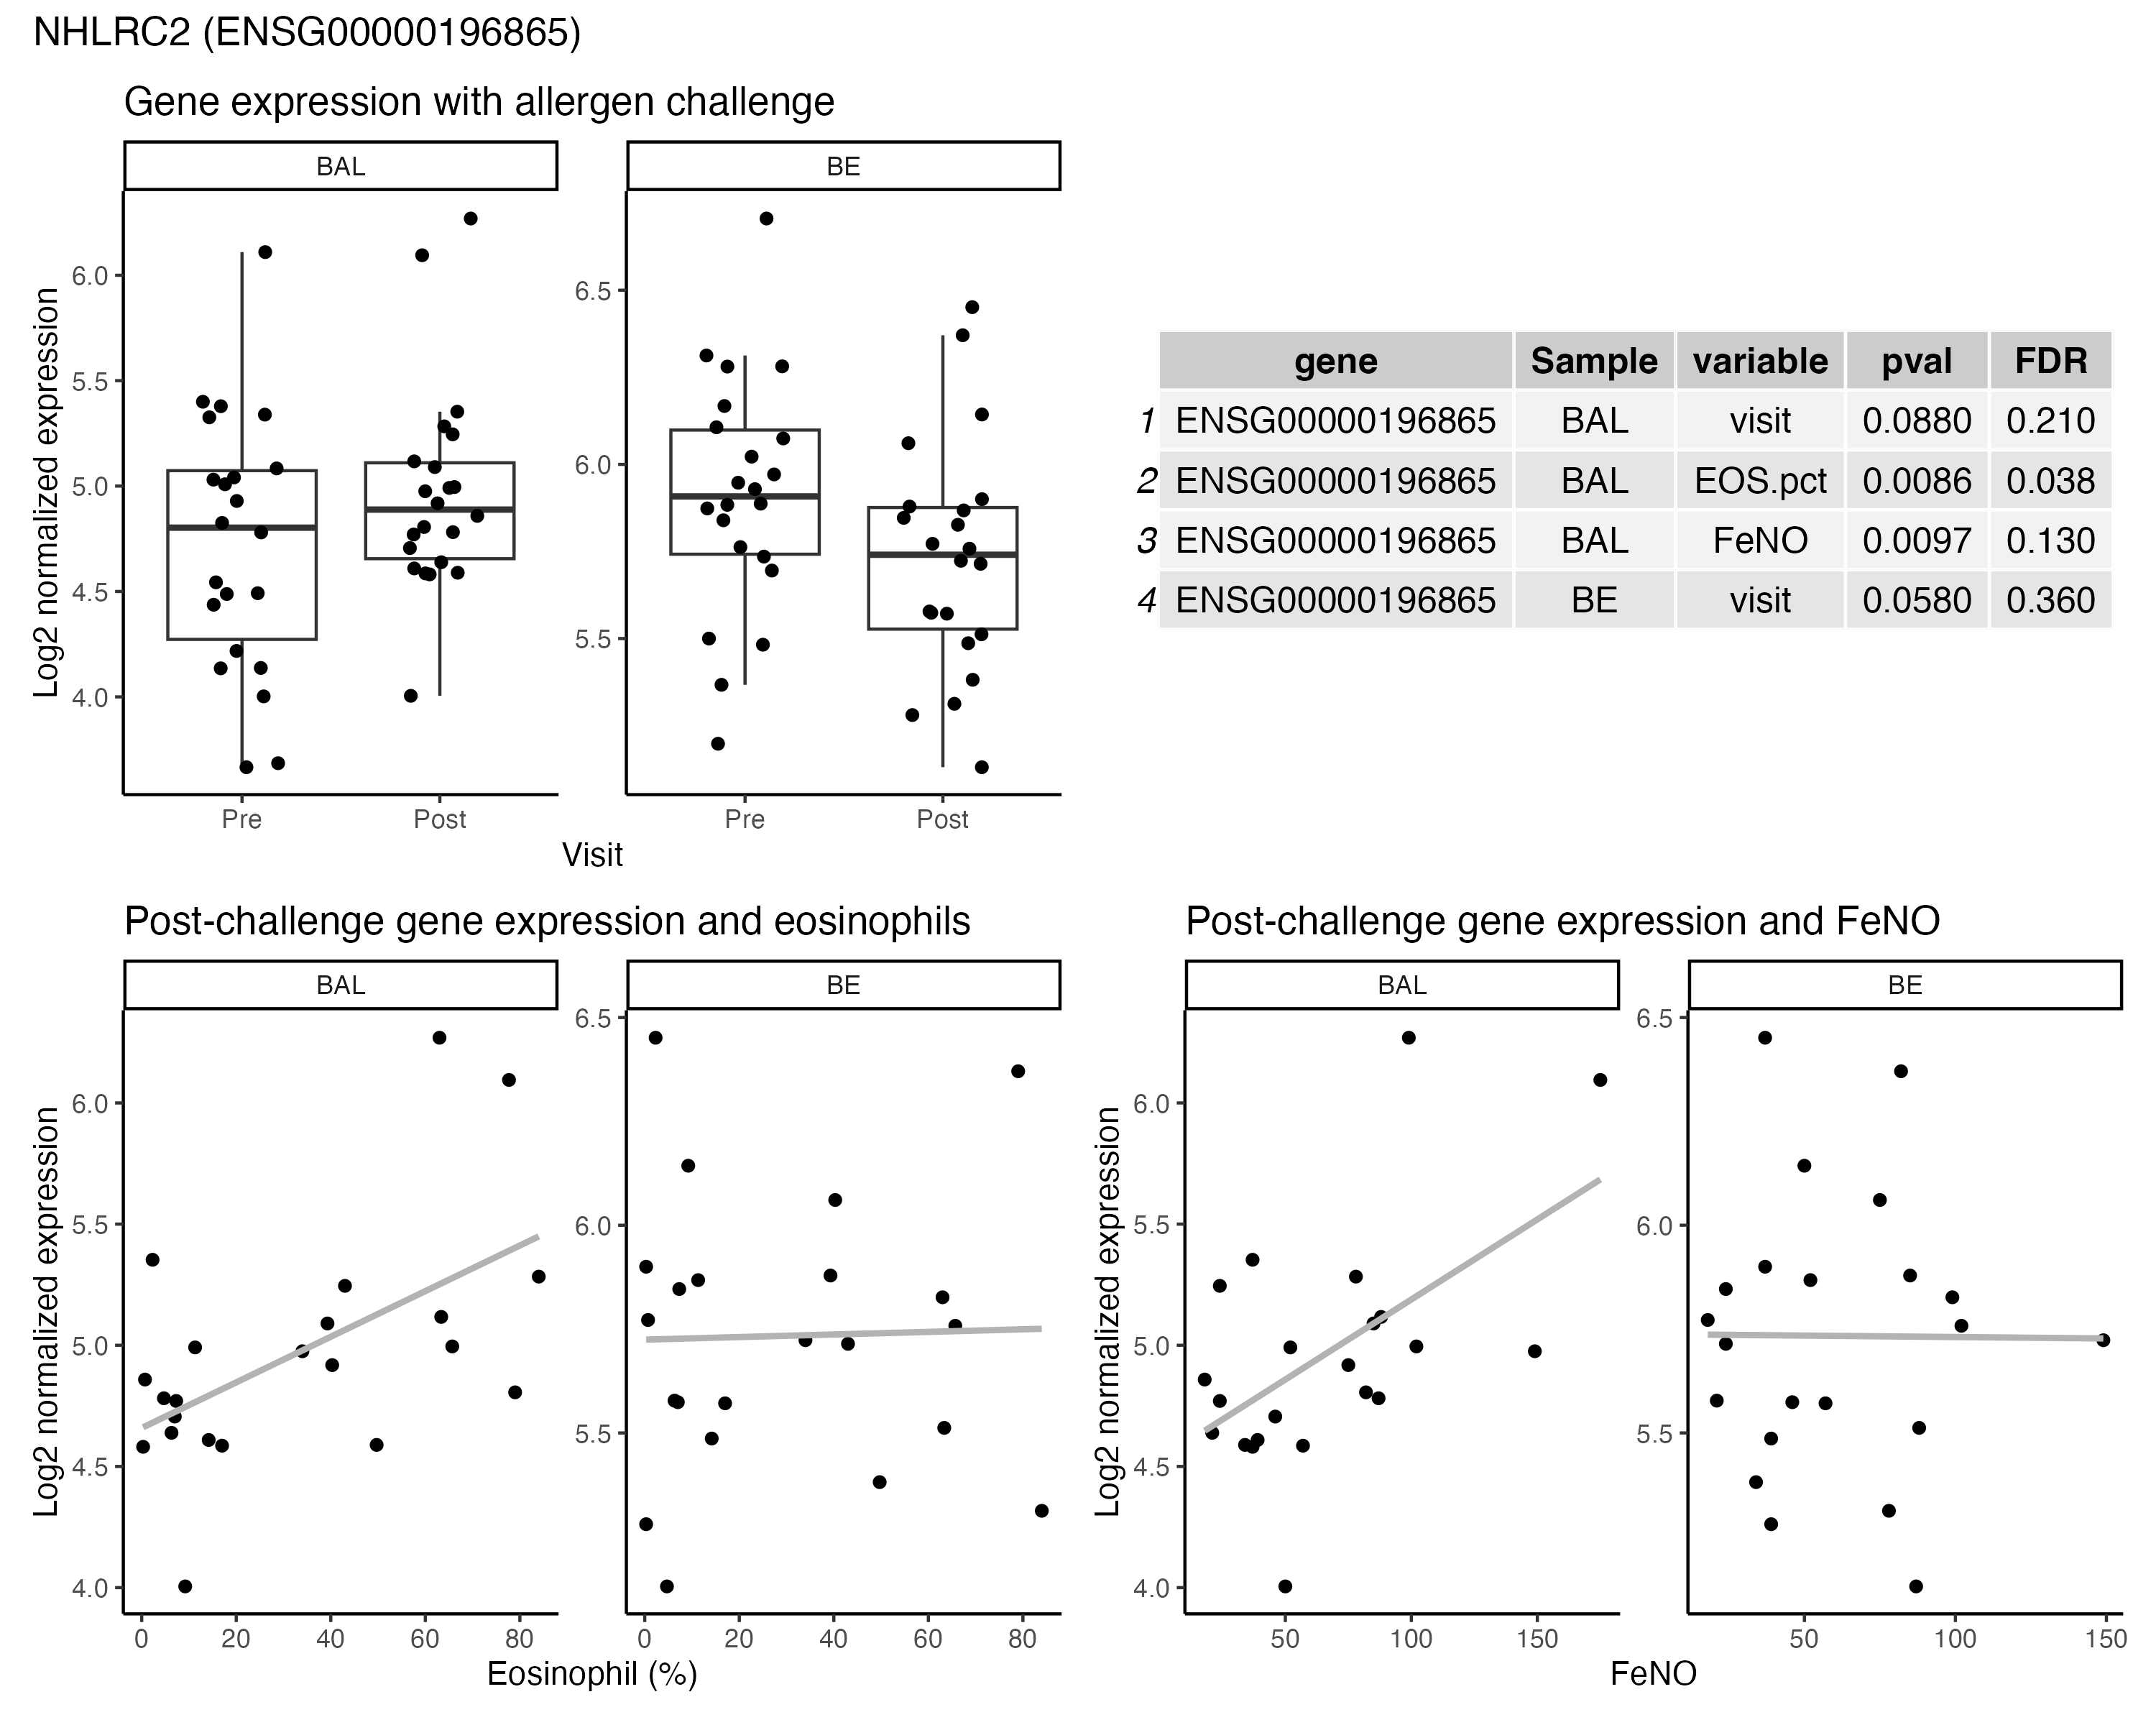 NHLRC2 (ENSG00000196865)
Gene expression with allergen challenge
BAL
BE
Log2 normalized expression
6.0
5.5
5.0
4.5
4.0
6.5
6.0
5.5
Pre
Post
Pre
Post
Visit
gene Sample variable pval FDR
1 ENSG00000196865 BAL visit 0.0880 0.210
2 ENSG00000196865 BAL EOS.pct 0.0086 0.038
3 ENSG00000196865 BAL FeNO 0.0097 0.130
4 ENSG00000196865 BE visit 0.0580 0.360
Post-challenge gene expression and eosinophils
BAL
BE
Log2 normalized expression
6.0
5.5
5.0
4.5
4.0
6.5
6.0
5.5
0 20 40 60 80
0 20 40 60 80
Eosinophil (%)
Post-challenge gene expression and FeNO
BAL
BE
Log2 normalized expression
6.0
5.5
5.0
4.5
4.0
6.5
6.0
5.5
50 100 150
50 100 150
FeNO